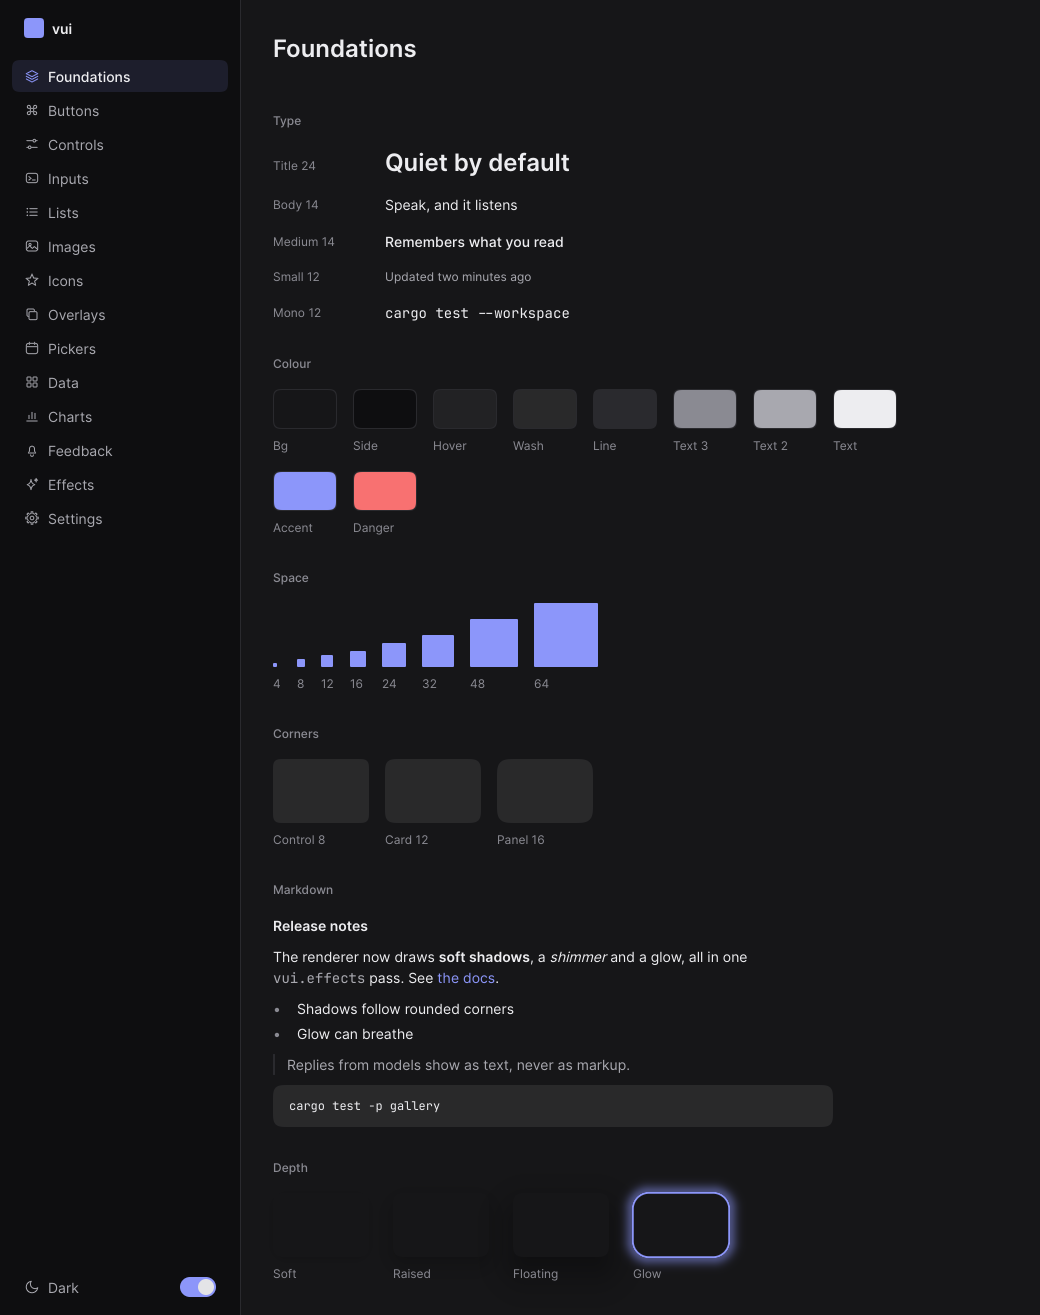 vui
Foundations
Buttons
Controls
Inputs
Lists
Images
Icons
Overlays
Pickers
Data
Charts
Feedback
Effects
Settings
Dark
Foundations
Type
Title 24 Quiet by default
Body 14 Speak, and it listens
Medium 14 Remembers what you read
Small 12 Updated two minutes ago
Mono 12 cargo test --workspace
Colour
Bg Side Hover Wash Line Text 3 Text 2 Text
Accent Danger
Space
4 8 12 16 24 32 48 64
Corners
Control 8 Card 12 Panel 16
Markdown
Release notes
The renderer now draws soft shadows, a shimmer and a glow, all in one
vui.effects pass. See the docs.
• Shadows follow rounded corners
• Glow can breathe
Replies from models show as text, never as markup.
cargo test -p gallery
Depth
Soft Raised Floating Glow